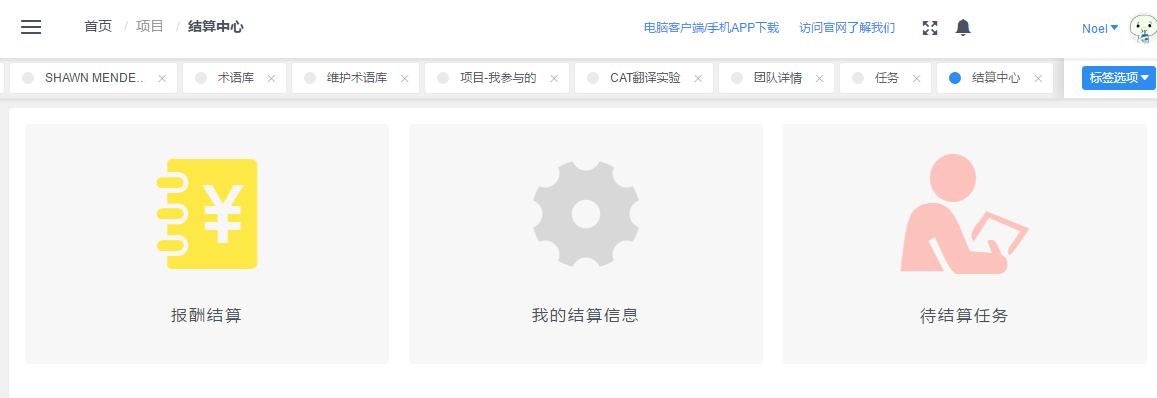 首页 / 项目 / 结算中心 电脑客户端/手机APP下载 访问官网了解我们 Noel
SHAWN MENDE... 术语库 维护术语库 项目-我参与的 CAT翻译实验 团队详情 任务 结算中心 标签选项
¥
报酬结算 我的结算信息 待结算任务